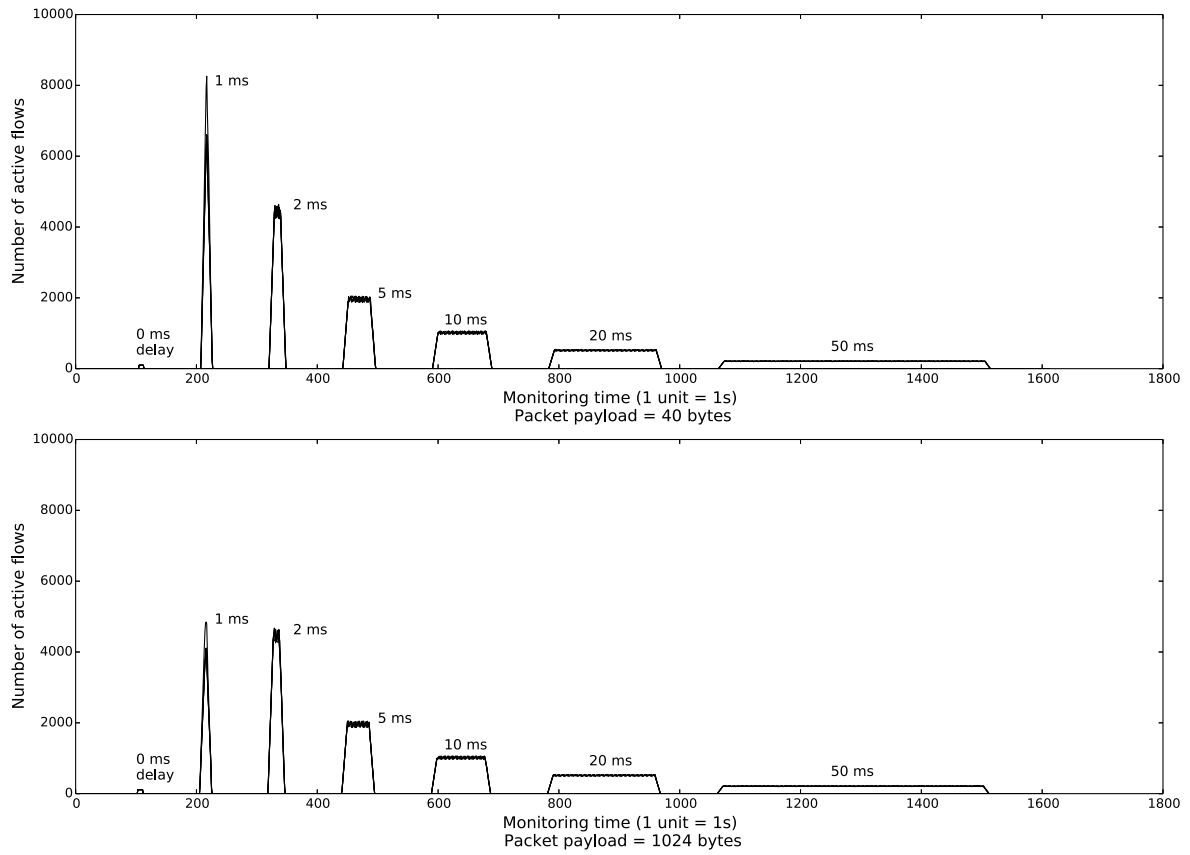 10000
8000
6000
4000
2000
0
Number of active flows
1 ms
2 ms
5 ms
0 ms
delay
10 ms
20 ms
50 ms
0
200
400
600
800
1000
1200
1400
1600
1800
Monitoring time (1 unit = 1s)
Packet payload = 40 bytes
10000
8000
6000
4000
2000
0
Number of active flows
1 ms
2 ms
5 ms
0 ms
delay
10 ms
20 ms
50 ms
0
200
400
600
800
1000
1200
1400
1600
1800
Monitoring time (1 unit = 1s)
Packet payload = 1024 bytes